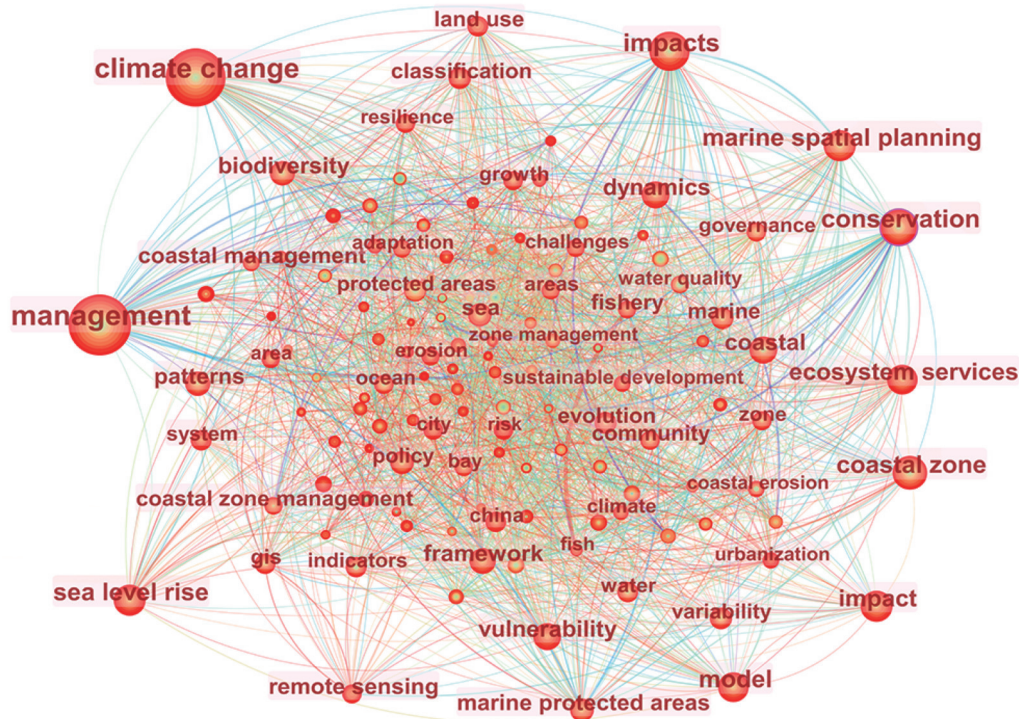 land use
impacts
climate change
classification
resilience
marine spatial planning
biodiversity
growth
dynamics
conservation
governance
adaptation
challenges
coastal management
water quality
protected areas
areas
fishery
sea
marine
management
zone management
coastal
erosion
area
ecosystem services
patterns
ocean
sustainable development
evolution
zone
city
risk
system
community
policy
bay
coastal zone
coastal erosion
coastal zone management
climate
china
fish
framework
urbanization
gis
indicators
sea level rise
water
impact
variability
vulnerability
model
remote sensing
marine protected areas